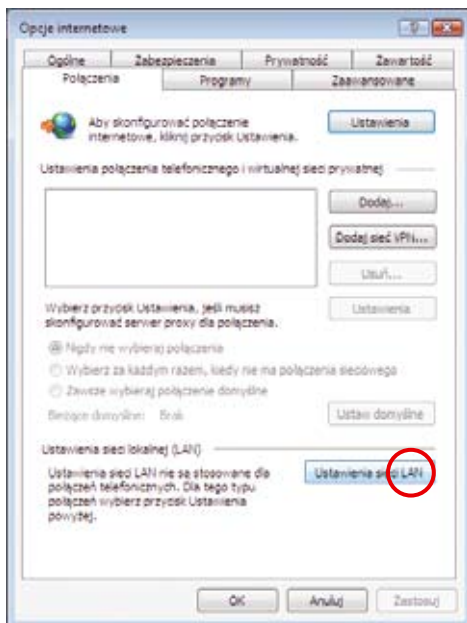 Opcje internetowe
Ogólne Zabezpieczenia Prywatność Zawartość
Połączenia Programy Zaawansowane
Aby skonfigurować połączenie
internetowe, kliknij przycisk Ustawienia.
Ustawienia
Ustawienia połączenia telefonicznego i wirtualnej sieci prywatnej
Dodaj...
Dodaj sieć VPN...
Usuń...
Wybierz przycisk Ustawienia, jeśli musisz
skonfigurować serwer proxy dla połączenia.
Ustawienia
Nigdy nie wybieraj połączenia
Wybierz za każdym razem, kiedy nie ma połączenia sieciowego
Zawsze wybieraj połączenie domyślne
Bieżące domyślne: Brak
Ustaw domyślne
Ustawienia sieci lokalnej (LAN)
Ustawienia sieci LAN nie są stosowane dla
połączeń telefonicznych. Dla tego typu
połączeń wybierz przycisk Ustawienia
powyżej.
Ustawienia sieci LAN
OK Anuluj Zastosuj